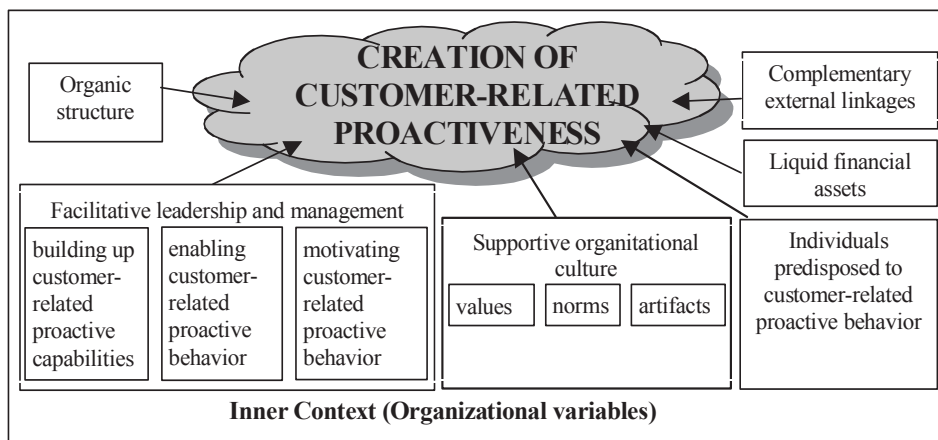 CREATION OF
CUSTOMER-RELATED
PROACTIVENESS
Organic
structure
Complementary
external linkages
Liquid financial
assets
Facilitative leadership and management
building up
customer-
related
proactive
capabilities
enabling
customer-
related
proactive
behavior
motivating
customer-
related
proactive
behavior
Supportive organitational
culture
values
norms
artifacts
Individuals
predisposed to
customer-related
proactive behavior
Inner Context (Organizational variables)